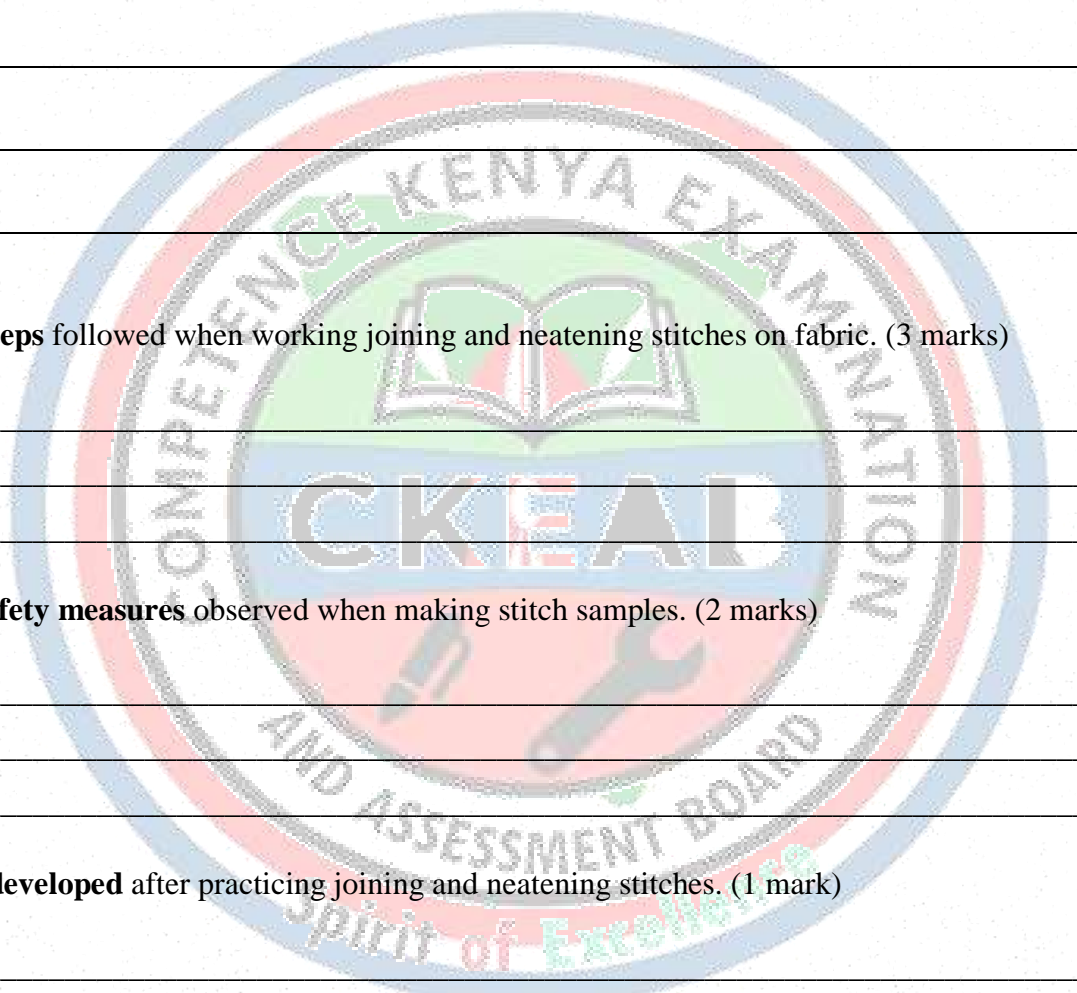 COMPETENCE KENYA EXAMINATION
eps followed when working joining and neatening stitches on fabric. (3 marks)
CKEAB
fety measures observed when making stitch samples. (2 marks)
AND ASSESSMENT BOARD
developed after practicing joining and neatening stitches. (1 mark)
Spirit of Excellence